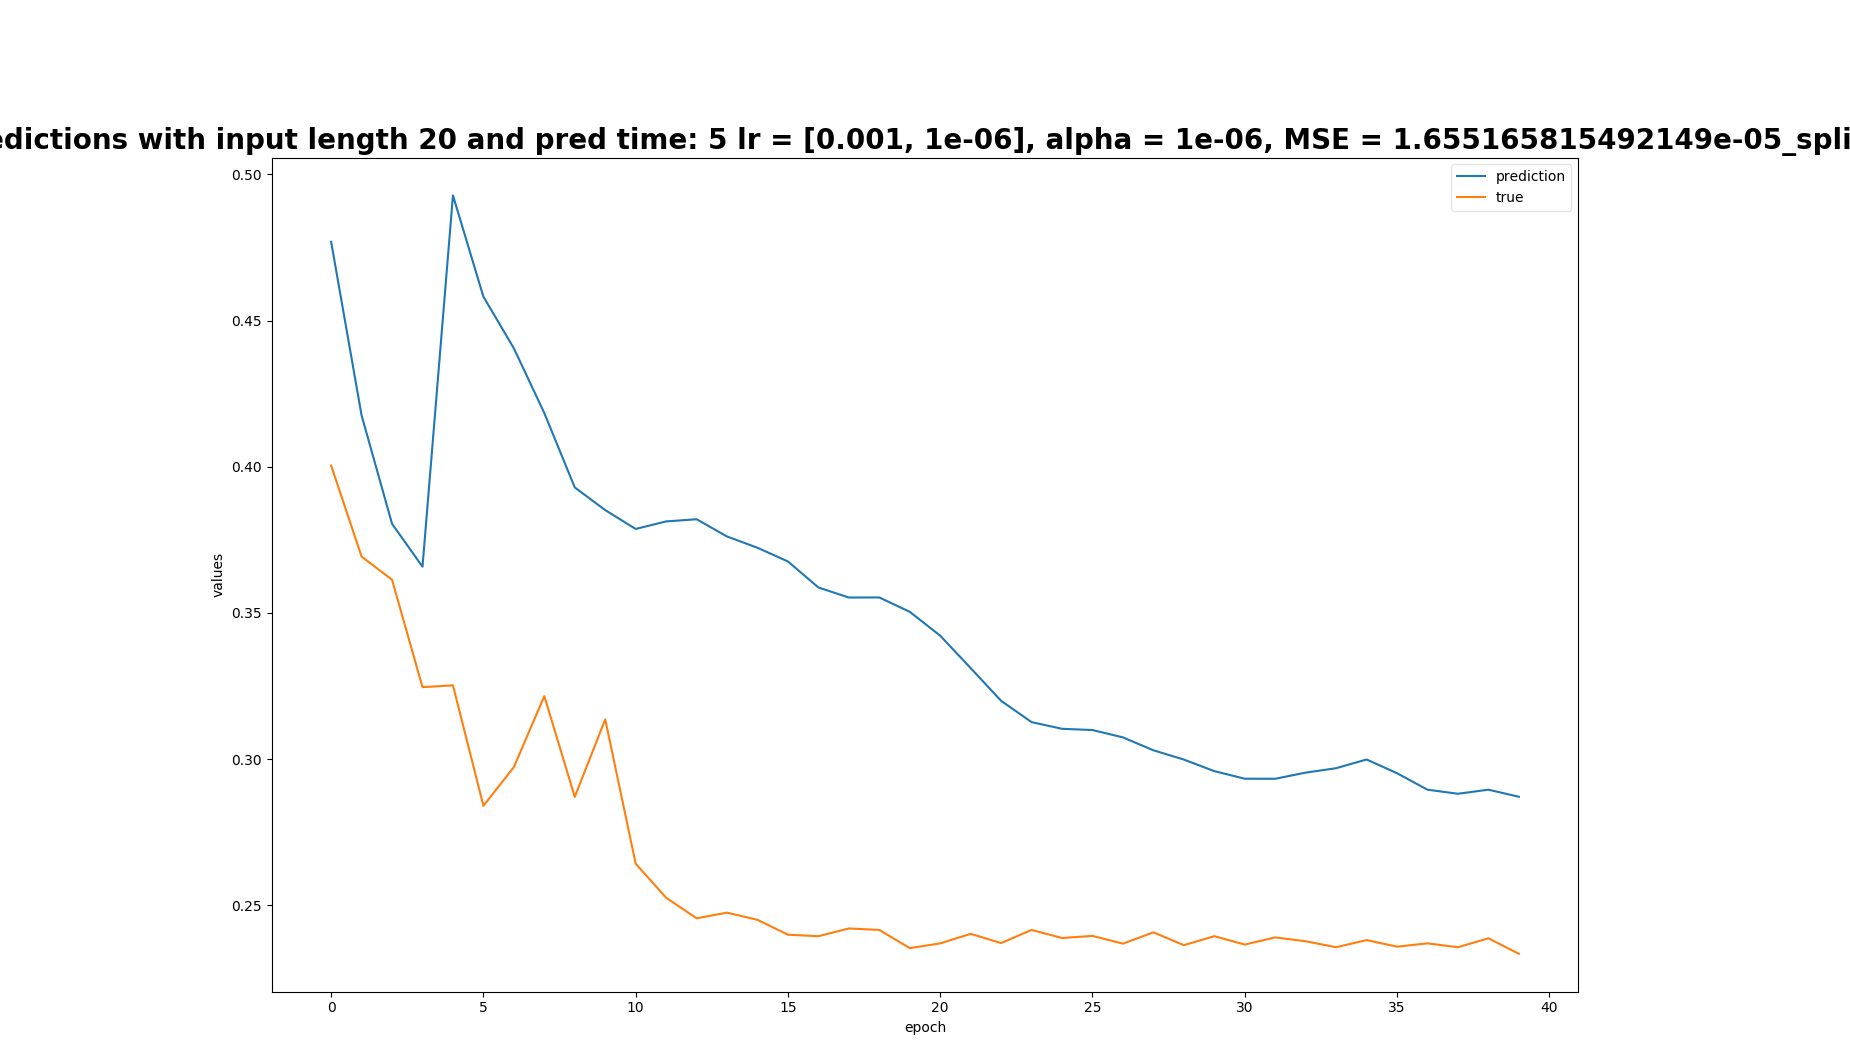 edictions with input length 20 and pred time: 5 lr = [0.001, 1e-06], alpha = 1e-06, MSE = 1.655165815492149e-05_spli
prediction
true
0.50
0.45
0.40
0.35
0.30
0.25
values
0 5 10 15 20 25 30 35 40
epoch